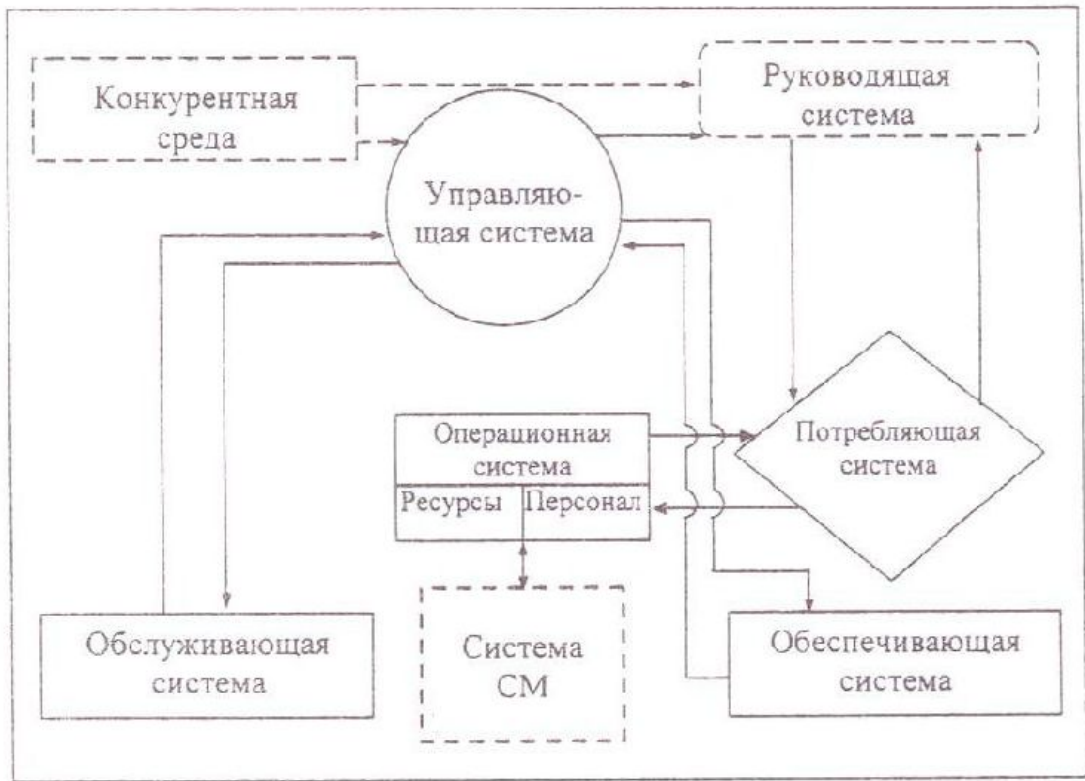 Конкурентная
среда
Руководящая
система
Управляю-
щая система
Операционная
система
Ресурсы
Персонал
Потребляющая
система
Обслуживающая
система
Система
СМ
Обеспечивающая
система